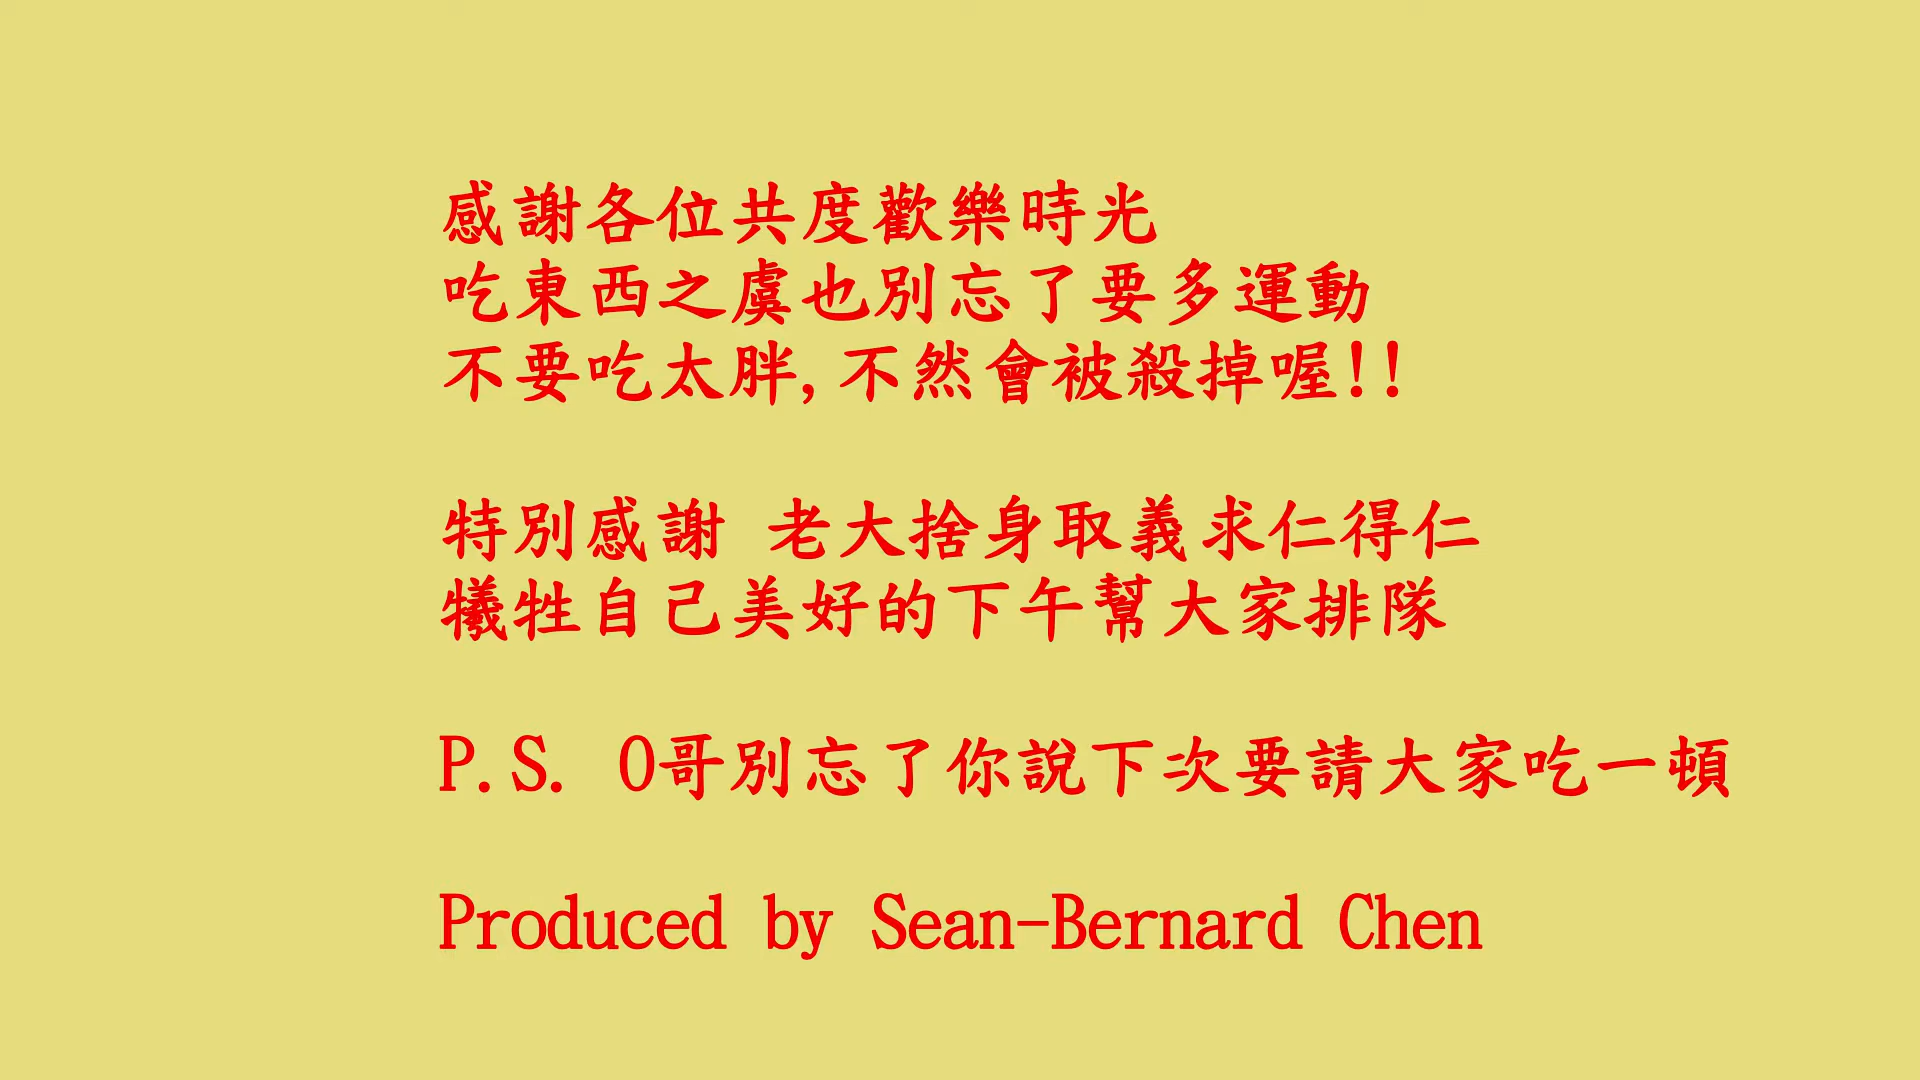 感謝各位共度歡樂時光
吃東西之虞也別忘了要多運動
不要吃太胖,不然會被殺掉喔!!
特別感謝 老大捨身取義求仁得仁
犧牲自己美好的下午幫大家排隊
P.S. O哥別忘了你說下次要請大家吃一頓
Produced by Sean-Bernard Chen